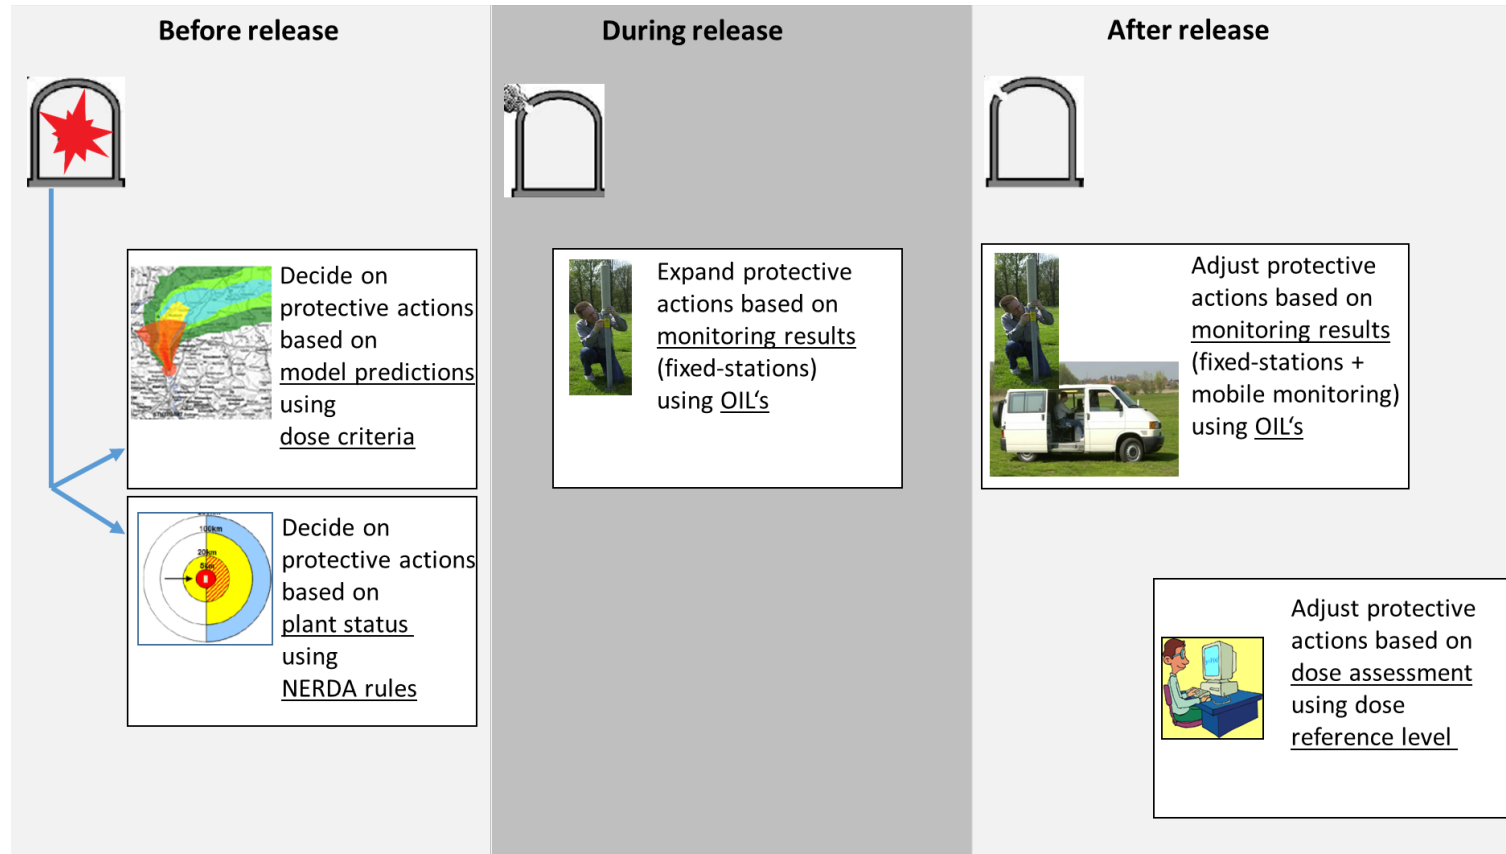 Before release
During release
After release
Decide on
protective actions
based on
model predictions
using
dose criteria
Decide on
protective actions
based on
plant status
using
NERDA rules
100km
20km
5km
Expand protective
actions based on
monitoring results
(fixed-stations)
using OIL‘s
Adjust protective
actions based on
monitoring results
(fixed-stations +
mobile monitoring)
using OIL‘s
Adjust protective
actions based on
dose assessment
using dose
reference level